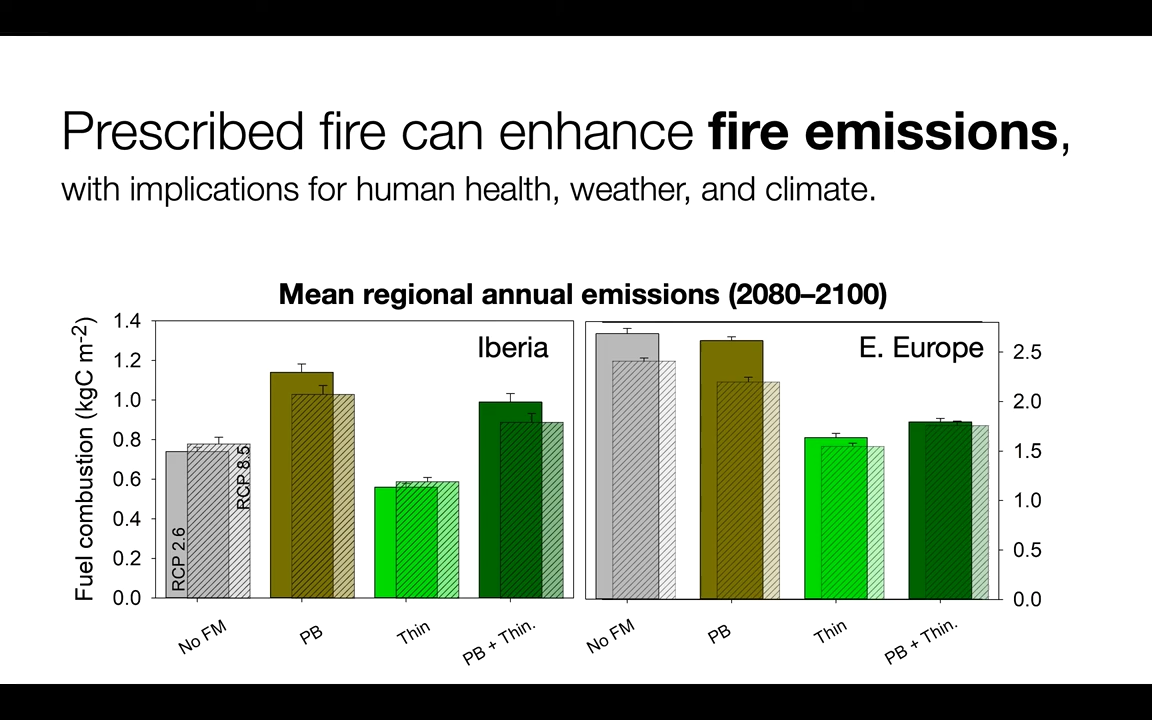 Prescribed fire can enhance fire emissions,
with implications for human health, weather, and climate.
Mean regional annual emissions (2080–2100)
Fuel combustion (kgC m-2)
1.4
1.2
1.0
0.8
0.6
0.4
0.2
0.0
Iberia
RCP 2.6
RCP 8.5
No FM
PB
Thin
PB + Thin.
E. Europe
2.5
2.0
1.5
1.0
0.5
0.0
No FM
PB
Thin
PB + Thin.